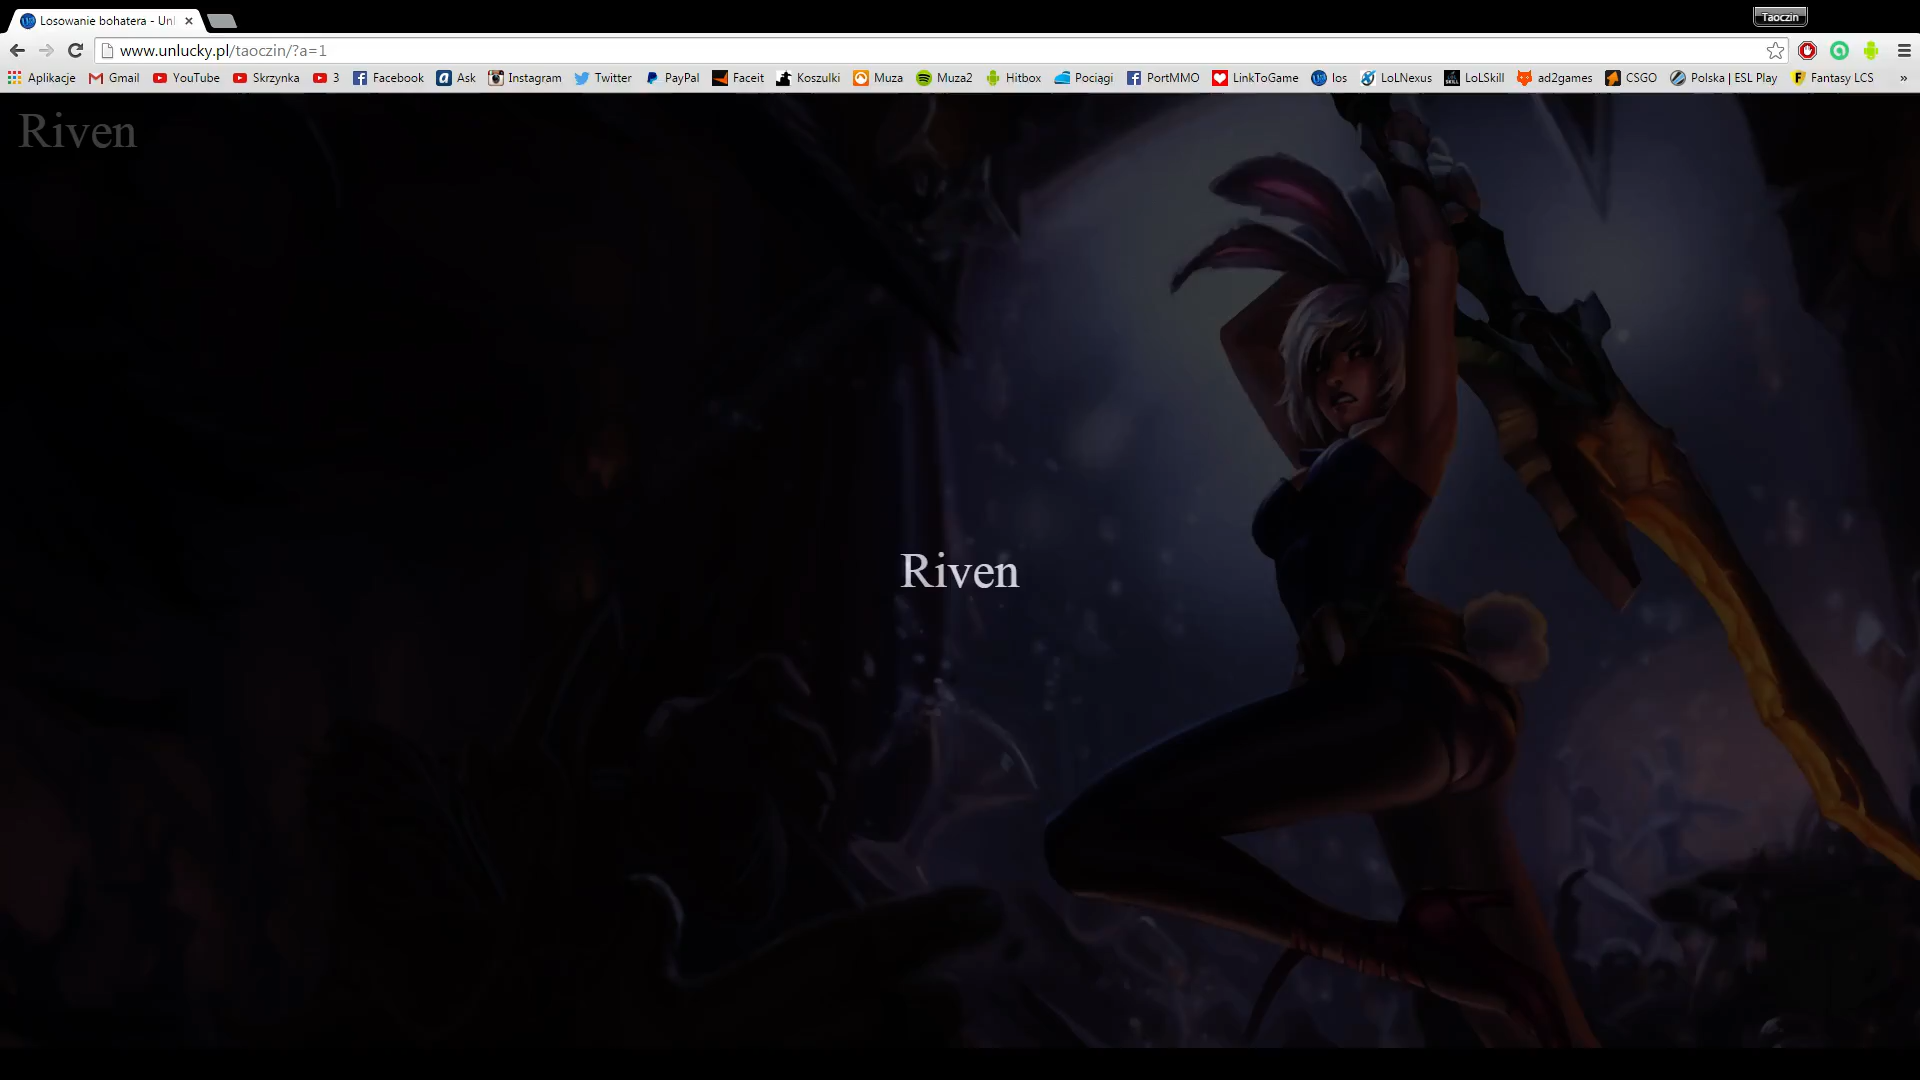 Losowanie bohatera - Unl
Taoczin
www.unlucky.pl/taoczin/?a=1
Aplikacje Gmail YouTube Skrzynka 3 Facebook Ask Instagram Twitter PayPal Faceit Koszulki Muza Muza2 Hitbox Pociągi PortMMO LinkToGame los LoLNexus LoLSkill ad2games CSGO Polska | ESL Play Fantasy LCS »
Riven
Riven